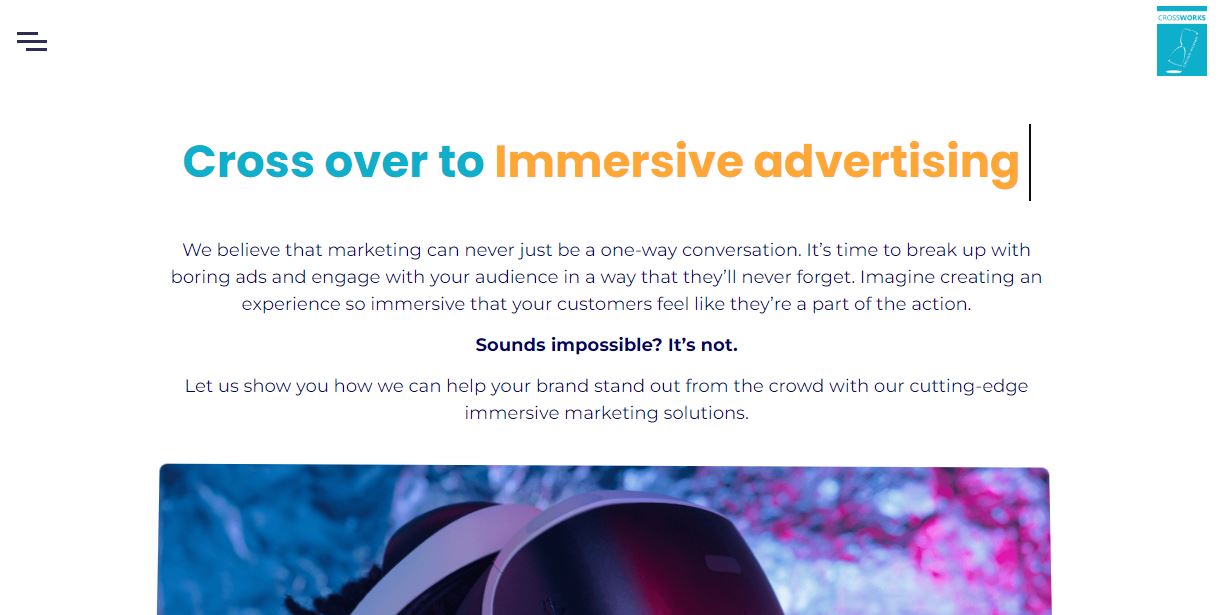 CROSSWORKS
Cross over to Immersive advertising
We believe that marketing can never just be a one-way conversation. It’s time to break up with
boring ads and engage with your audience in a way that they’ll never forget. Imagine creating an
experience so immersive that your customers feel like they’re a part of the action.
Sounds impossible? It’s not.
Let us show you how we can help your brand stand out from the crowd with our cutting-edge
immersive marketing solutions.